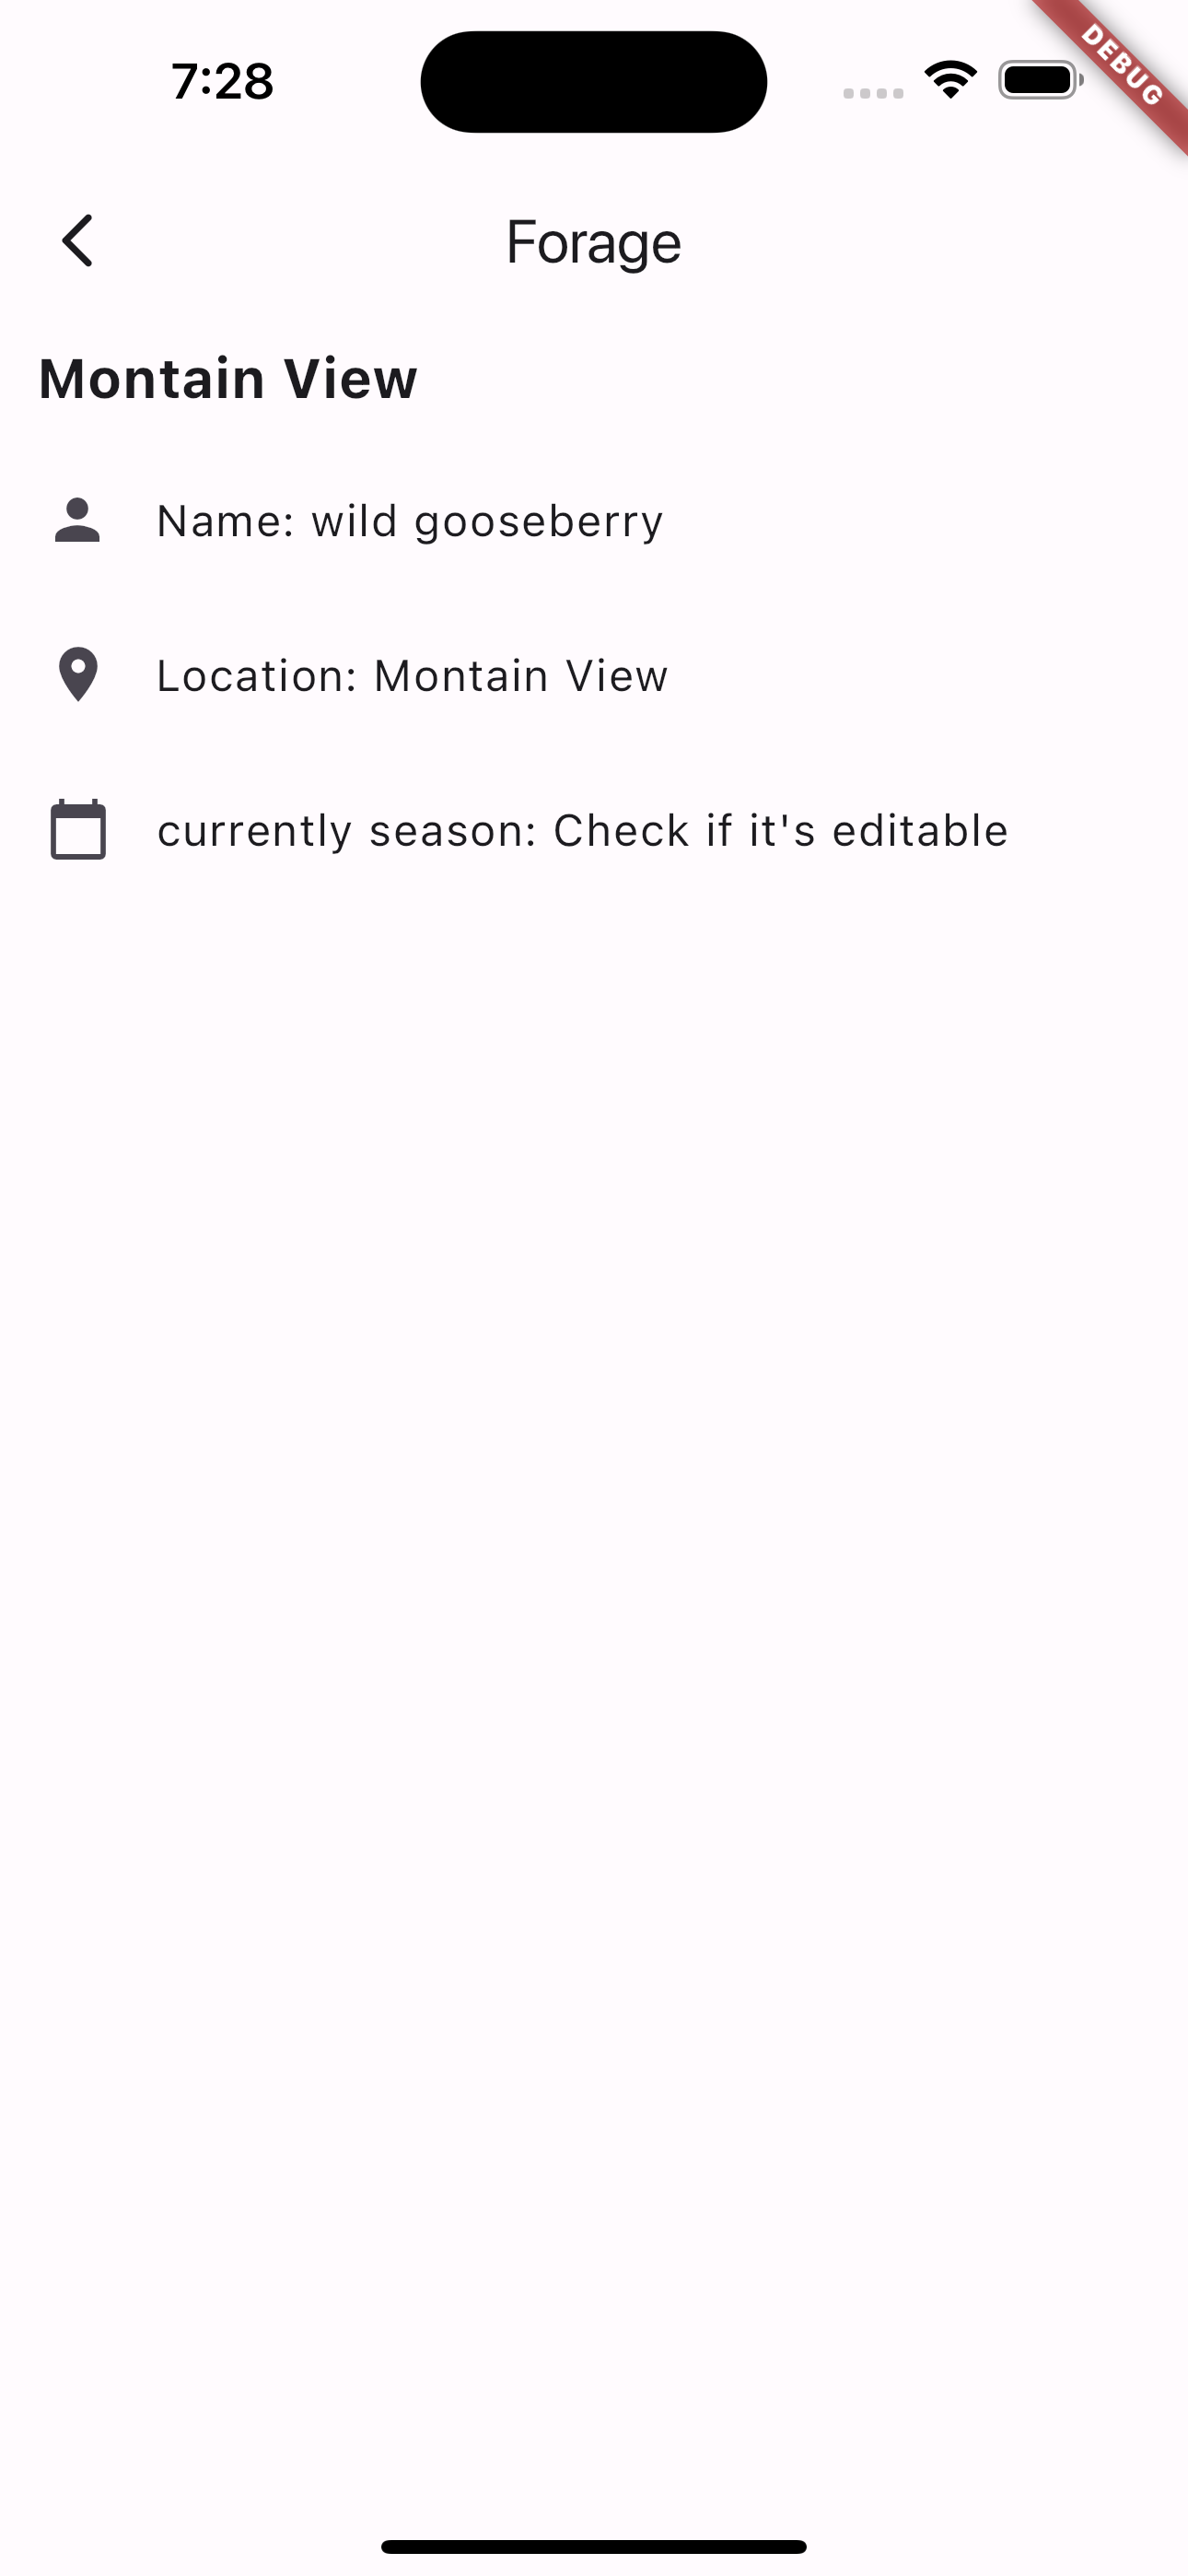 7:28
DEBUG
Forage
Montain View
Name: wild gooseberry
Location: Montain View
currently season: Check if it's editable